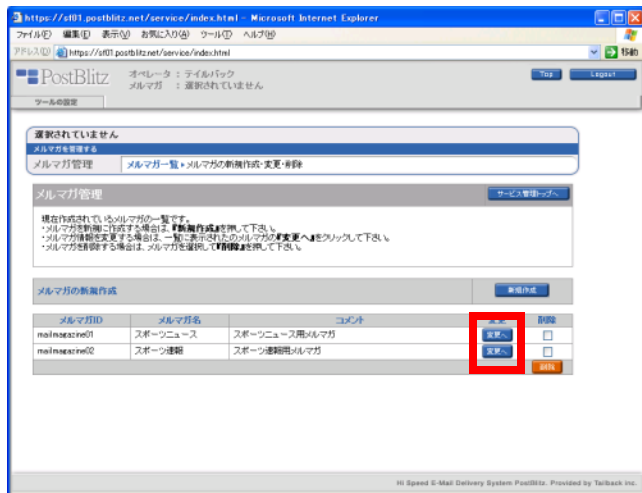 https://sf01.postblitz.net/service/index.html - Microsoft Internet Explorer
ファイル(F) 編集(E) 表示(V) お気に入り(A) ツール(T) ヘルプ(H)
アドレス(D) https://sf01.postblitz.net/service/index.html 移動
PostBlitz
オペレータ : テイルバック
メルマガ : 選択されていません
Top Logout
ツールの設定
選択されていません
メルマガを管理する
メルマガ管理 メルマガ一覧 メルマガの新規作成・変更・削除
メルマガ管理 サービス管理トップへ
現在作成されているメルマガの一覧です。
・メルマガを新規に作成する場合は、『新規作成』を押して下さい。
・メルマガ情報を変更する場合は、一覧に表示されたのメルマガの『変更へ』をクリックして下さい。
・メルマガを削除する場合は、メルマガを選択して『削除』を押して下さい。
メルマガの新規作成 新規作成
メルマガID メルマガ名 コメント 変更 削除
mailmagazine01 スポーツニュース スポーツニュース用メルマガ 変更へ
mailmagazine02 スポーツ速報 スポーツ速報用メルマガ 変更へ
削除
Hi Speed E-Mail Delivery System PostBlitz. Provided by Tailback inc.